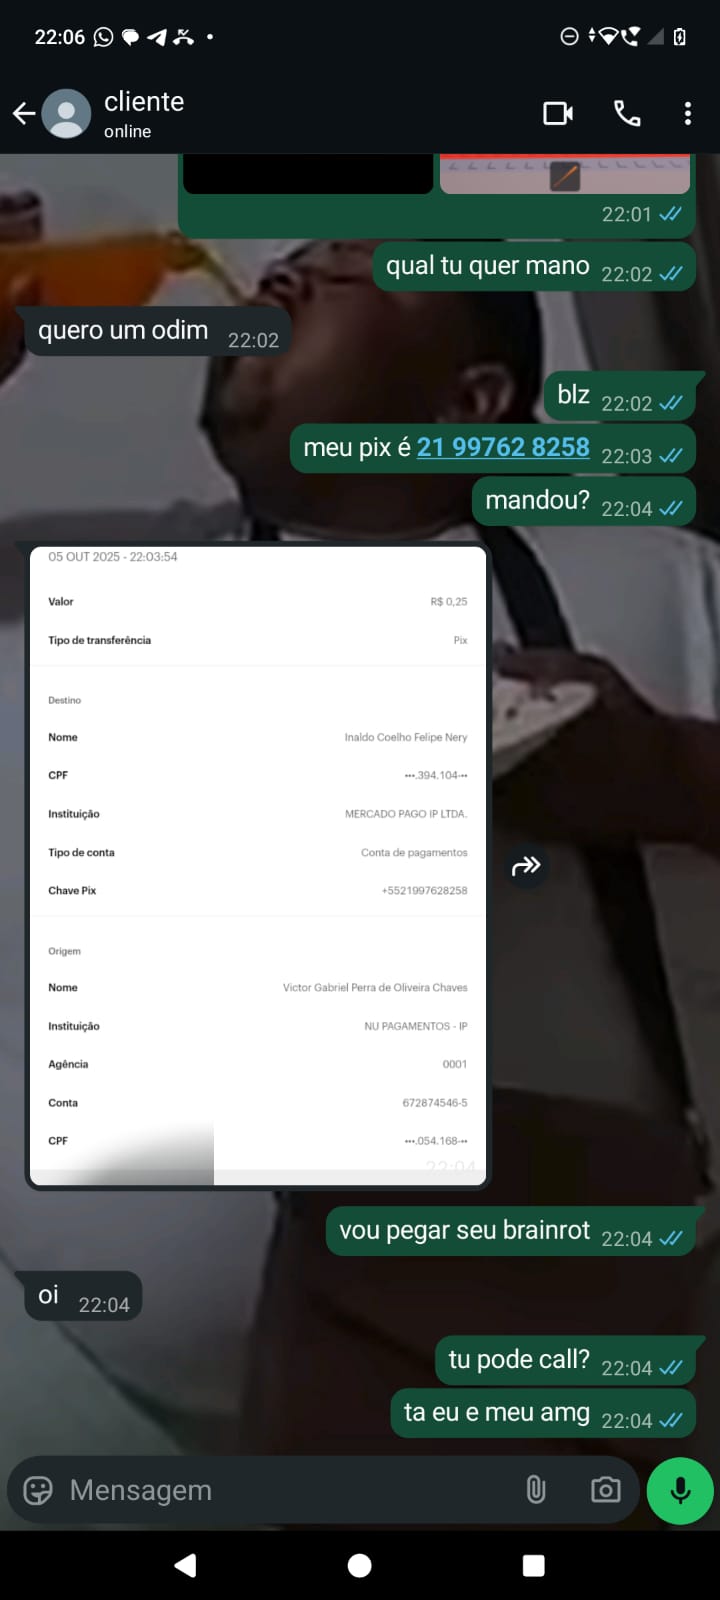 22:06
cliente
online
22:01
qual tu quer mano 22:02
quero um odim 22:02
blz 22:02
meu pix é 21 99762 8258 22:03
mandou? 22:04
05 OUT 2025 - 22:03:54
Valor R$ 0,25
Tipo de transferência Pix
Destino
Nome Inaldo Coelho Felipe Nery
CPF •••.394.104-••
Instituição MERCADO PAGO IP LTDA.
Tipo de conta Conta de pagamentos
Chave Pix +5521997628258
Origem
Nome Victor Gabriel Perra de Oliveira Chaves
Instituição NU PAGAMENTOS - IP
Agência 0001
Conta 672874546-5
CPF •••.054.168-••
22:04
vou pegar seu brainrot 22:04
oi 22:04
tu pode call? 22:04
ta eu e meu amg 22:04
Mensagem